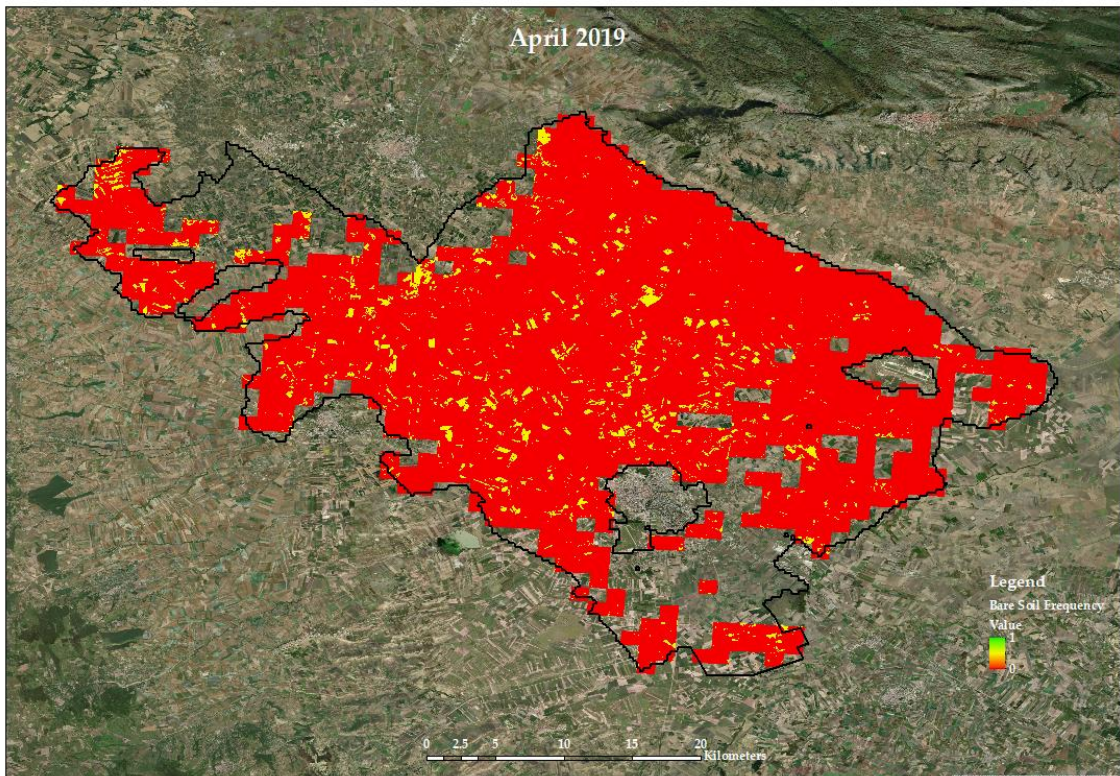 April 2019
Legend
Bare Soil Frequency
Value
1
0
0 2.5 5 10 15 20
Kilometers